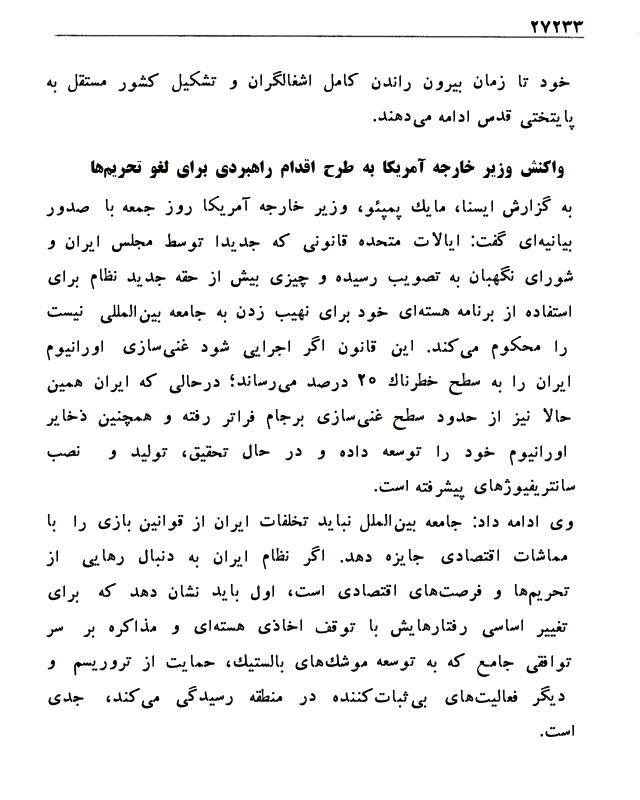 ۲۷۲۳۳
خود تا زمان بیرون راندن کامل اشغالگران و تشکیل کشور مستقل به
پایتختی قدس ادامه می‌دهند.
واکنش وزیر خارجه آمریکا به طرح اقدام راهبردی برای لغو تحریم‌ها
به گزارش ایسنا، مایك پمپئو، وزیر خارجه آمریکا روز جمعه با صدور
بیانیه‌ای گفت: ایالات متحده قانونی که جدیدا توسط مجلس ایران و
شورای نگهبان به تصویب رسیده و چیزی بیش از حقه جدید نظام برای
استفاده از برنامه هسته‌ای خود برای نهیب زدن به جامعه بین‌المللی نیست
را محکوم می‌کند. این قانون اگر اجرایی شود غنی‌سازی اورانیوم
ایران را به سطح خطرناك ۲۰ درصد می‌رساند؛ درحالی که ایران همین
حالا نیز از حدود سطح غنی‌سازی برجام فراتر رفته و همچنین ذخایر
اورانیوم خود را توسعه داده و در حال تحقیق، تولید و نصب
سانتریفیوژهای پیشرفته است.
وی ادامه داد: جامعه بین‌الملل نباید تخلفات ایران از قوانین بازی را با
مماشات اقتصادی جایزه دهد. اگر نظام ایران به دنبال رهایی از
تحریم‌ها و فرصت‌های اقتصادی است، اول باید نشان دهد که برای
تغییر اساسی رفتارهایش با توقف اخاذی هسته‌ای و مذاکره بر سر
توافقی جامع که به توسعه موشك‌های بالستیك، حمایت از تروریسم و
دیگر فعالیت‌های بی‌ثبات‌کننده در منطقه رسیدگی می‌کند، جدی
است.